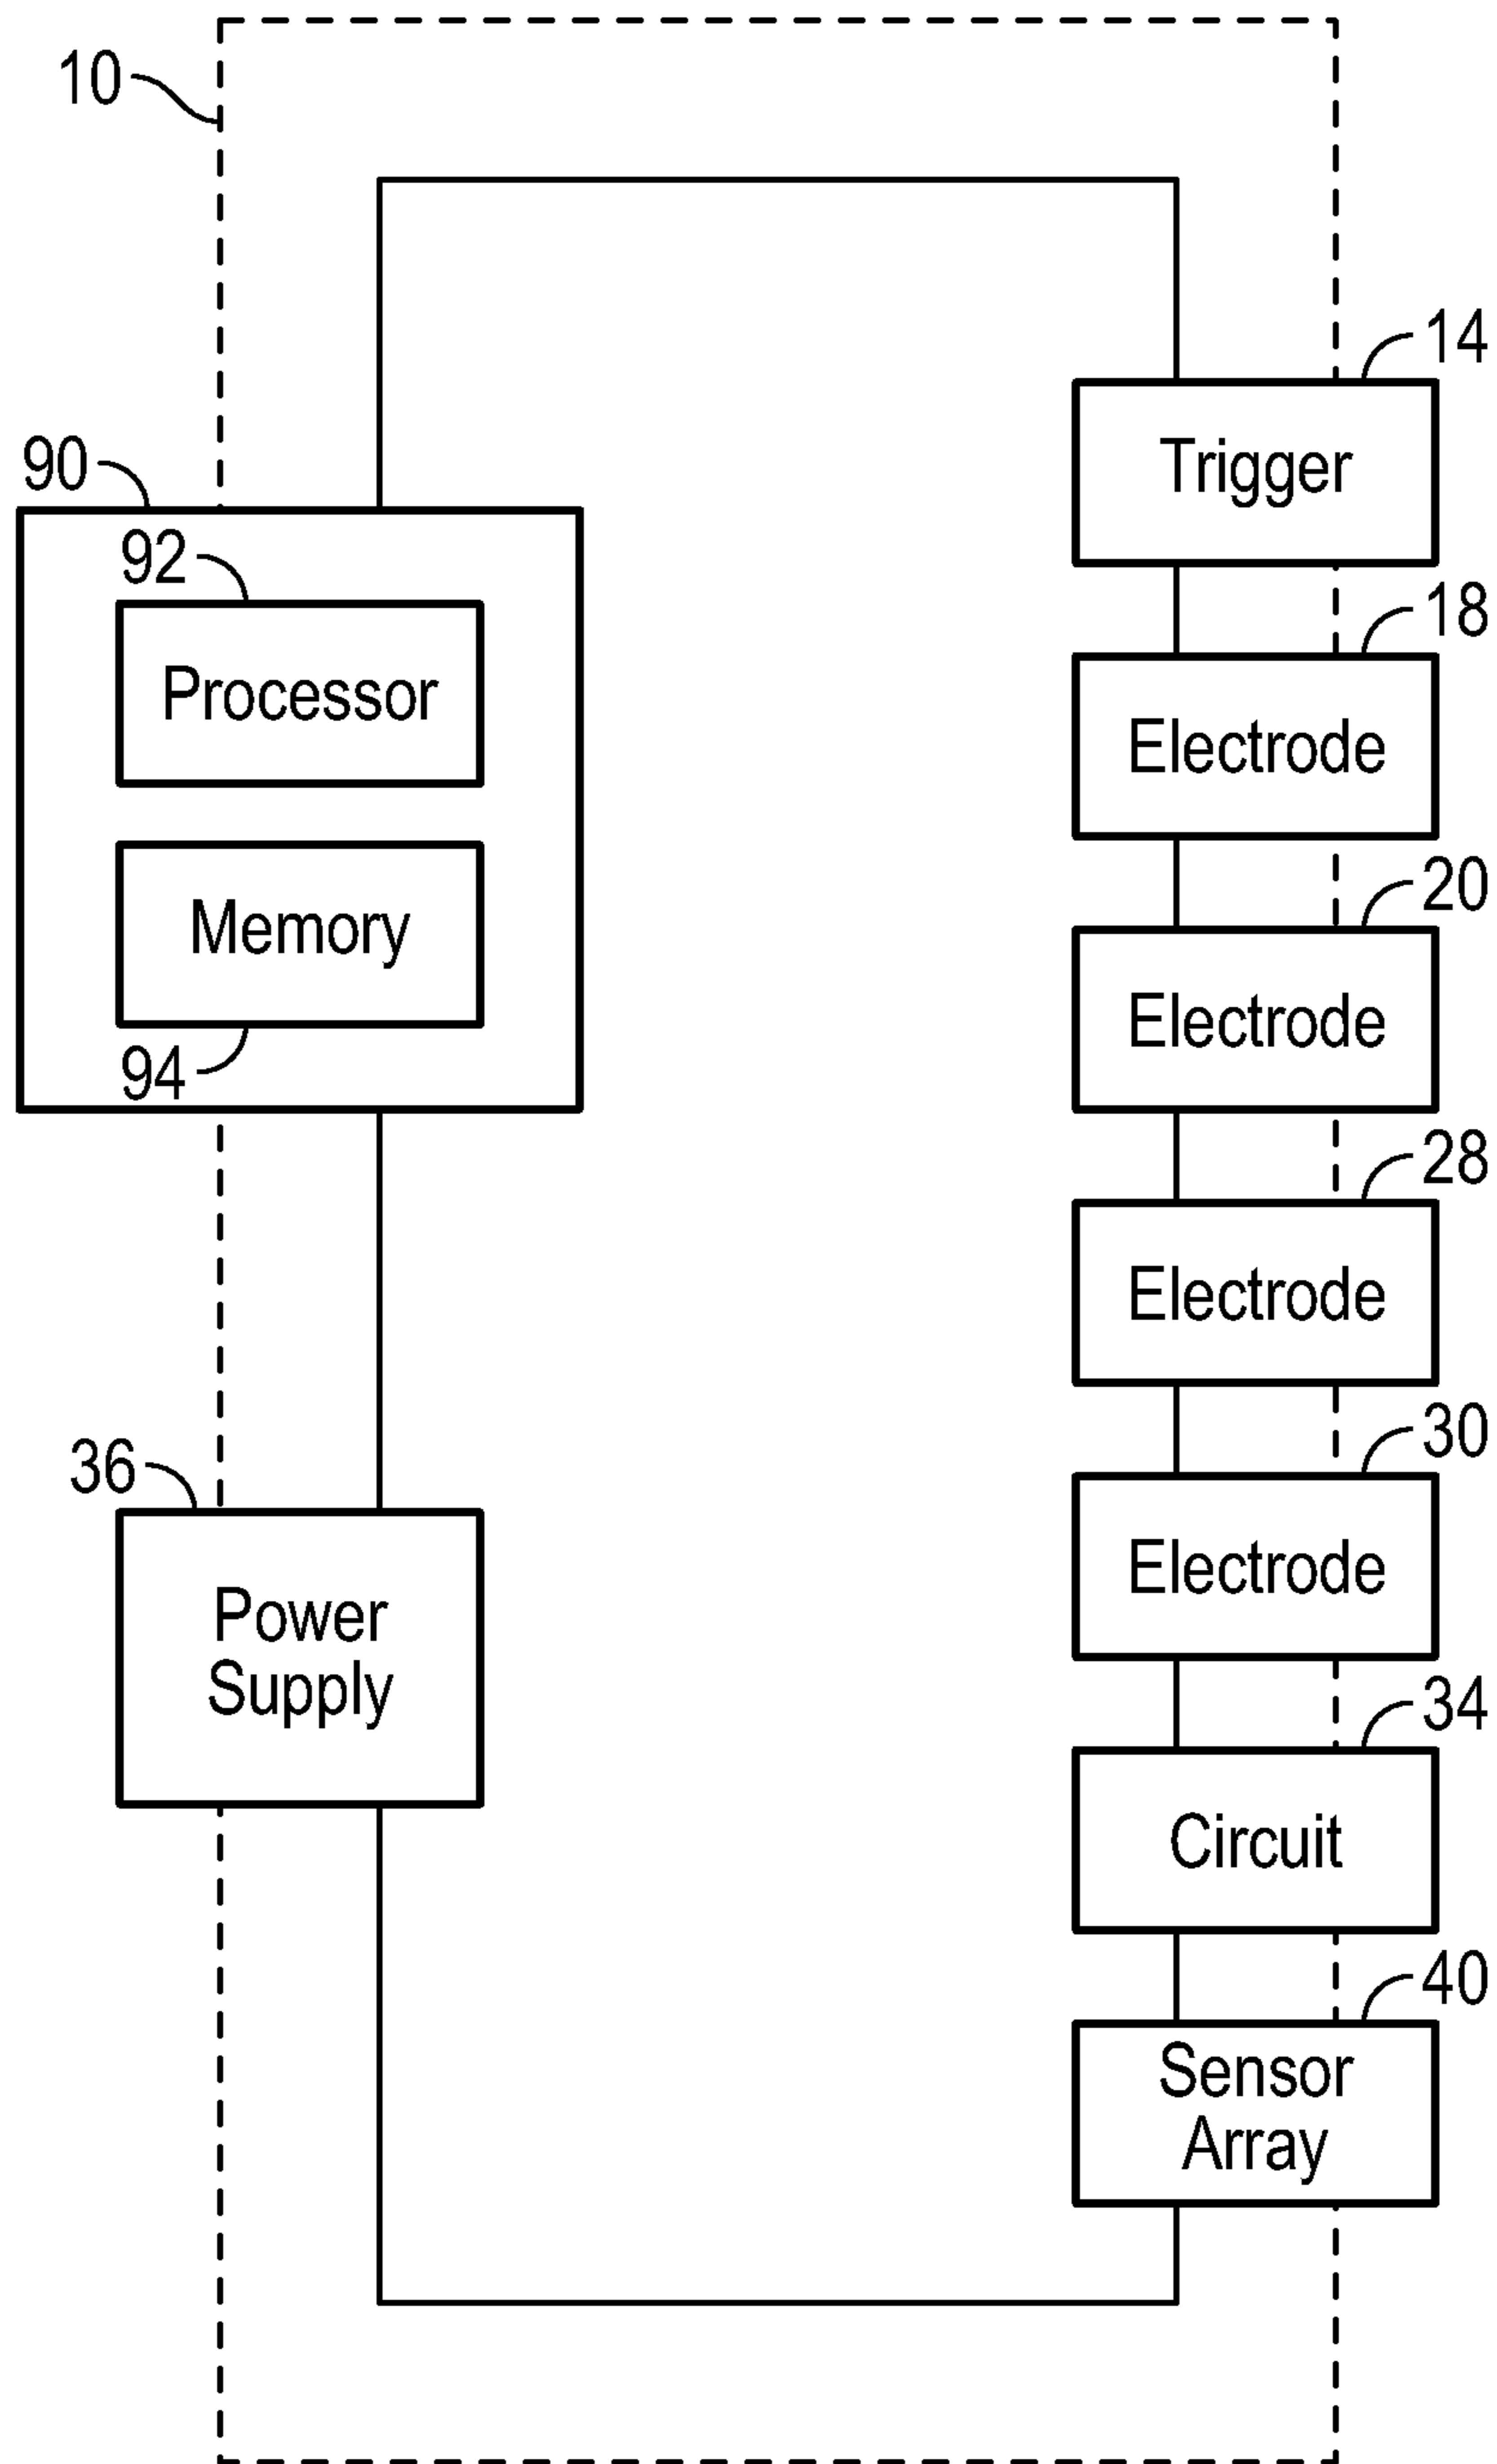 10
14
Trigger
90
92
Processor
18
Electrode
20
Electrode
Memory
94
28
Electrode
30
Electrode
36
Power
Supply
34
Circuit
40
Sensor
Array